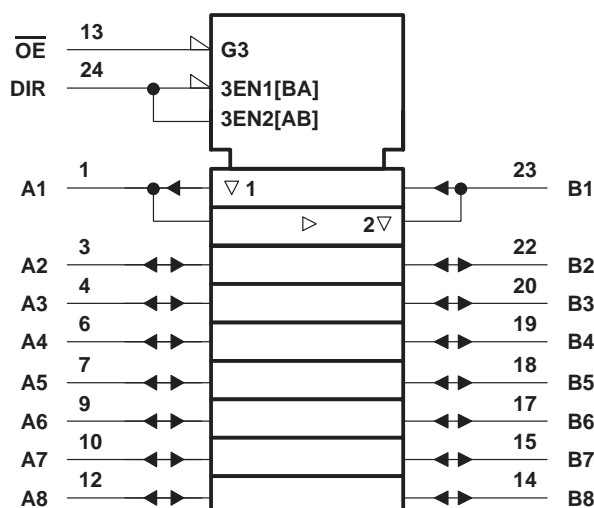 13
OE
G3
24
DIR
3EN1[BA]
3EN2[AB]
1
23
A1
▽ 1
B1
▷ 2▽
3
22
A2
B2
4
20
A3
B3
6
19
A4
B4
7
18
A5
B5
9
17
A6
B6
10
15
A7
B7
12
14
A8
B8